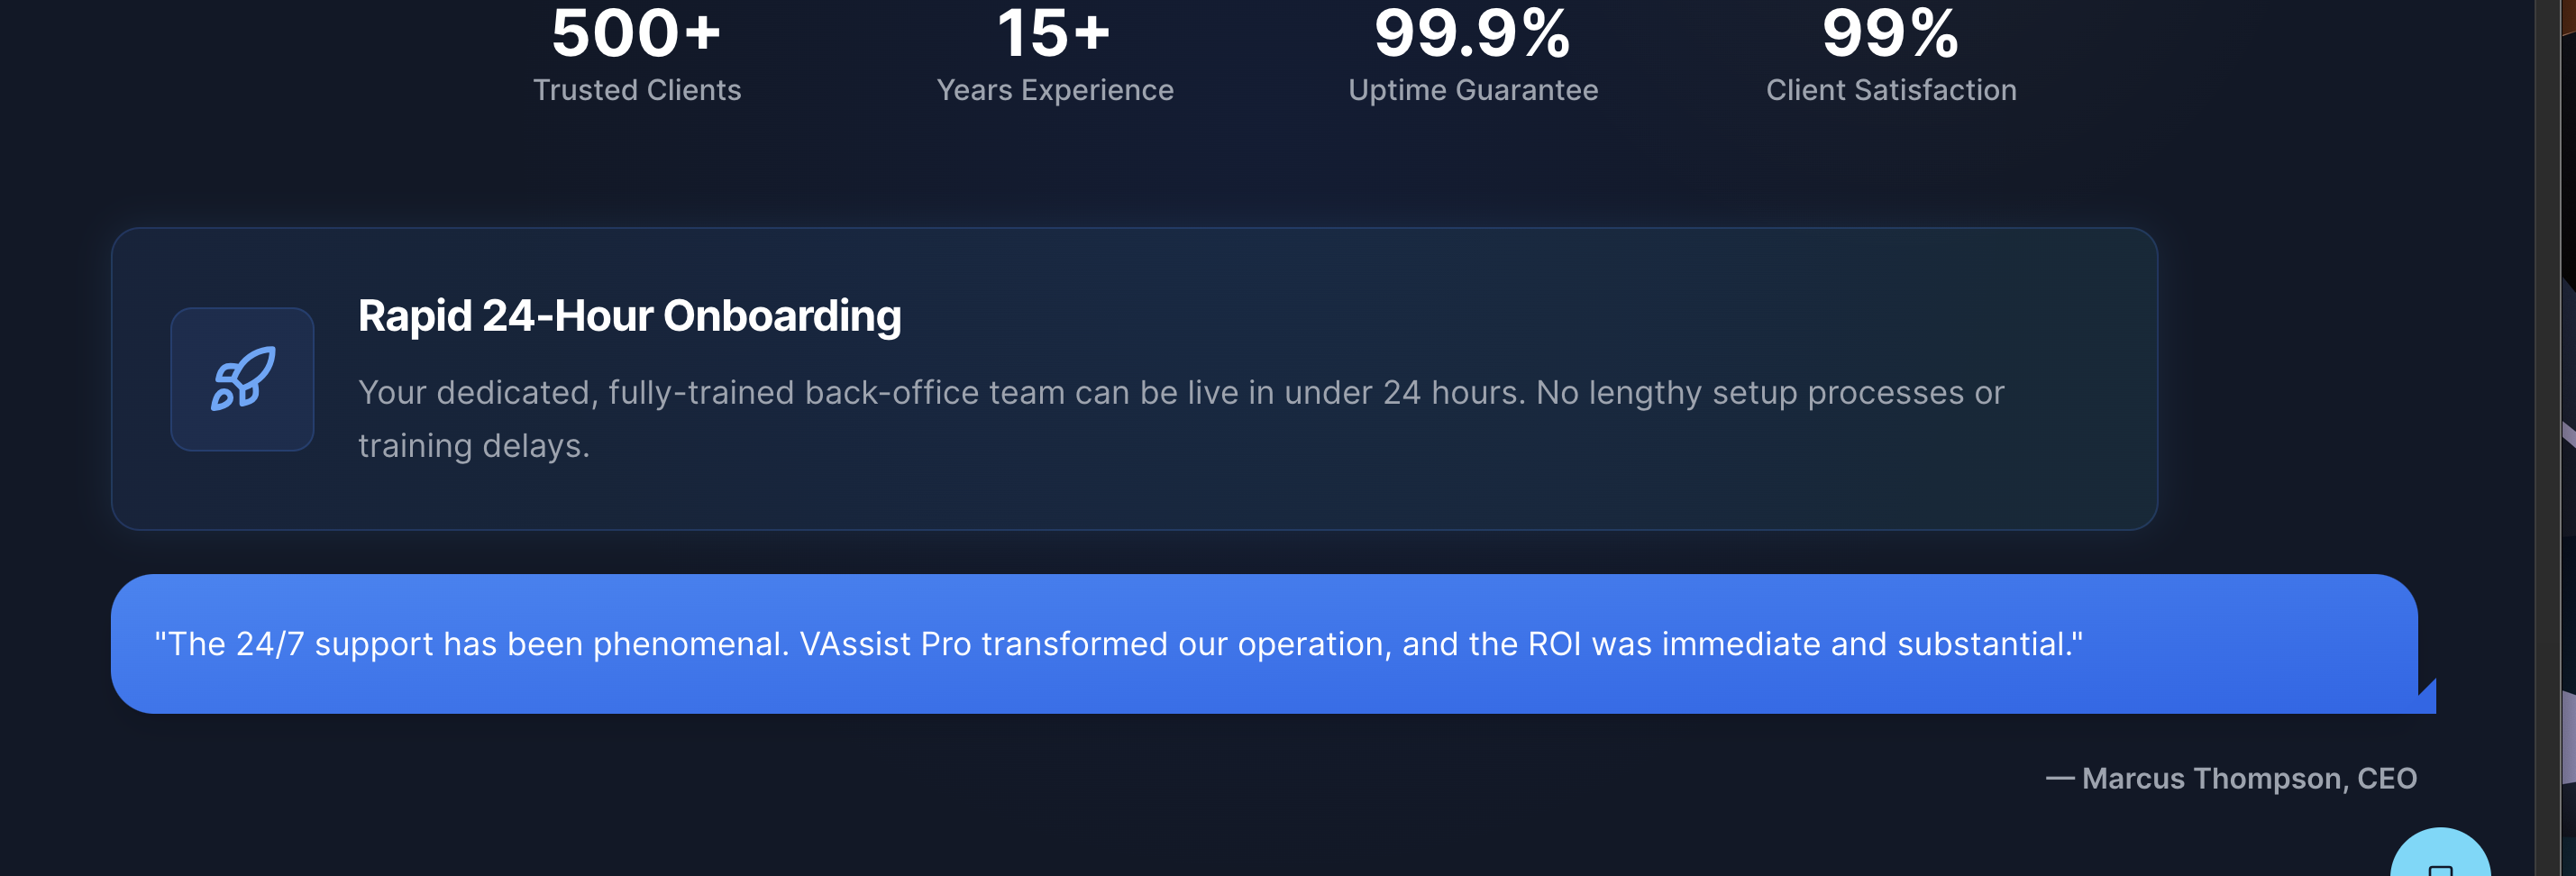 500+
15+
99.9%
99%
Trusted Clients
Years Experience
Uptime Guarantee
Client Satisfaction
Rapid 24-Hour Onboarding
Your dedicated, fully-trained back-office team can be live in under 24 hours. No lengthy setup processes or
training delays.
"The 24/7 support has been phenomenal. VAssist Pro transformed our operation, and the ROI was immediate and substantial."
— Marcus Thompson, CEO